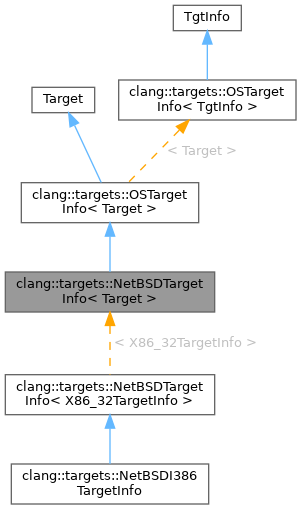 TgtInfo
Target
clang::targets::OSTarget
Info< TgtInfo >
< Target >
clang::targets::OSTarget
Info< Target >
clang::targets::NetBSDTarget
Info< Target >
< X86_32TargetInfo >
clang::targets::NetBSDTarget
Info< X86_32TargetInfo >
clang::targets::NetBSDI386
TargetInfo